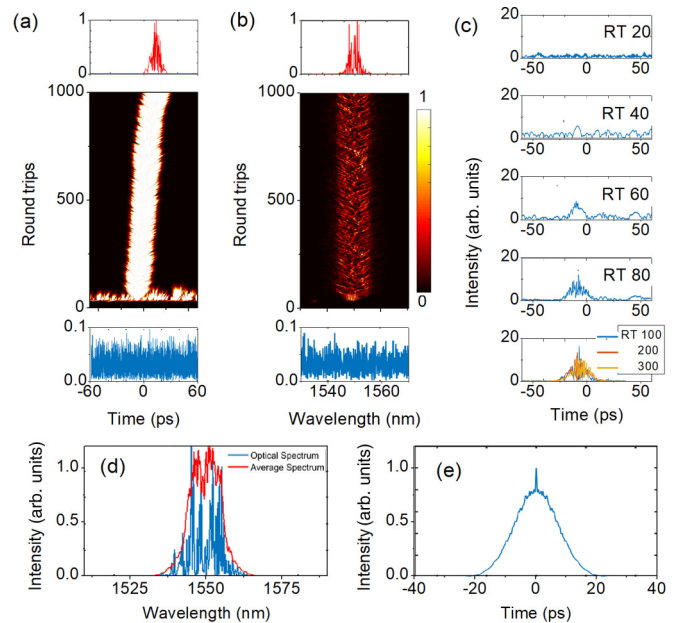 (a)
1
0
1000
500
0
Round trips
0.1
0.0
-60
0
60
Time (ps)
(b)
1
0
1000
500
0
Round trips
1
0
0.1
0.0
1540
1560
Wavelength (nm)
(c)
Intensity (arb. units)
20
0
RT 20
-50
0
50
20
0
RT 40
-50
0
50
20
0
RT 60
-50
0
50
20
0
RT 80
-50
0
50
20
0
RT 100
200
300
-50
0
50
Time (ps)
(d)
Optical Spectrum
Average Spectrum
Intensity (arb. units)
1.0
0.5
0.0
1525
1550
1575
Wavelength (nm)
(e)
Intensity (arb. units)
1.0
0.5
0.0
-40
-20
0
20
40
Time (ps)